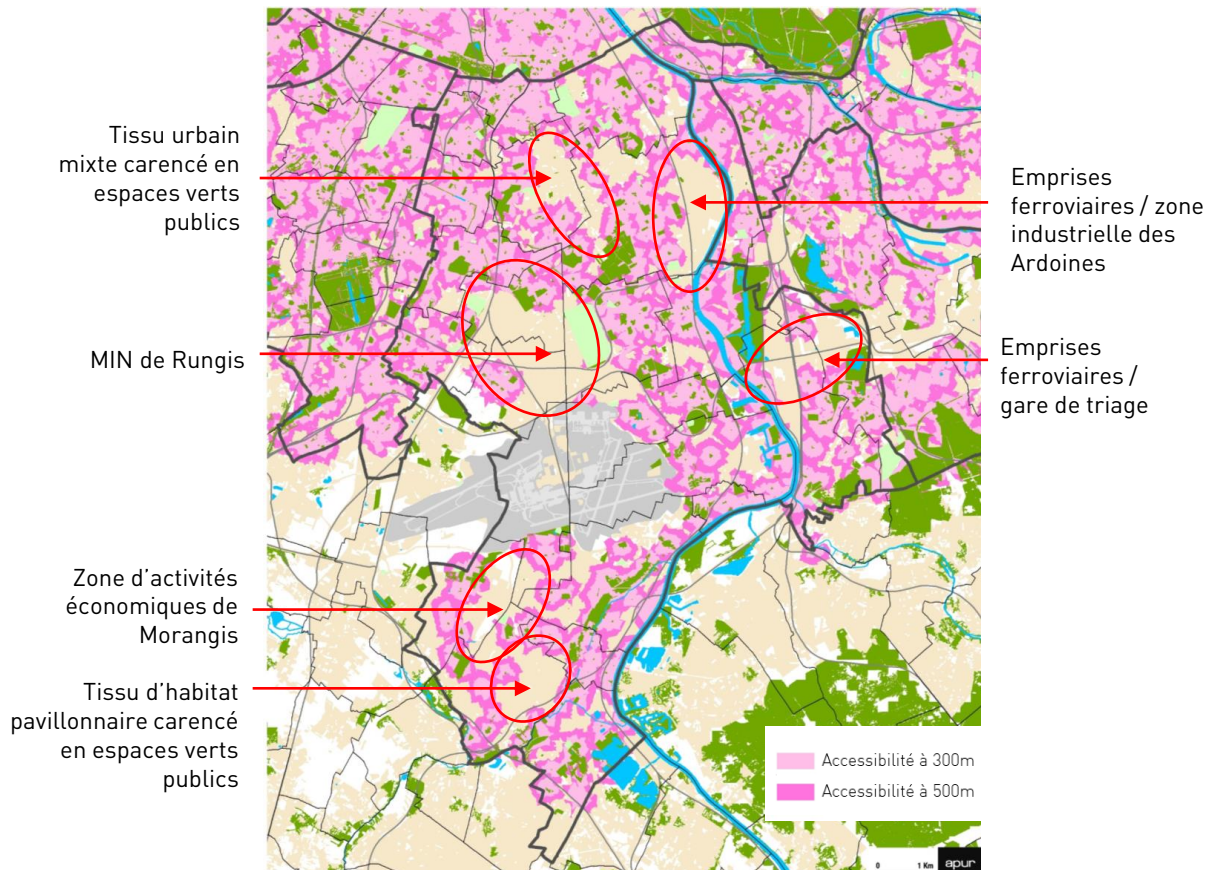 Tissu urbain
mixte carencé en
espaces verts
publics
Emprises
ferroviaires / zone
industrielle des
Ardoines
MIN de Rungis
Emprises
ferroviaires /
gare de triage
Zone d’activités
économiques de
Morangis
Tissu d’habitat
pavillonnaire carencé
en espaces verts
publics
Accessibilité à 300m
Accessibilité à 500m
0 1 Km apur